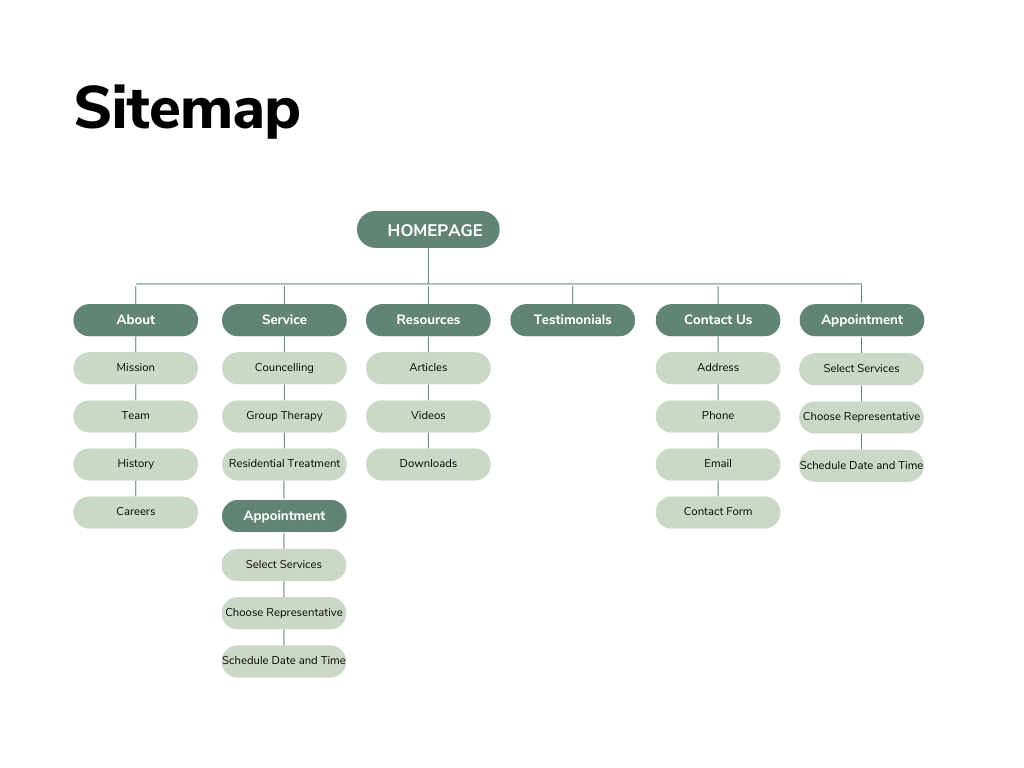 Sitemap
HOMEPAGE
About
Service
Resources
Testimonials
Contact Us
Appointment
Mission
Team
History
Careers
Councelling
Group Therapy
Residential Treatment
Appointment
Select Services
Choose Representative
Schedule Date and Time
Articles
Videos
Downloads
Address
Phone
Email
Contact Form
Select Services
Choose Representative
Schedule Date and Time